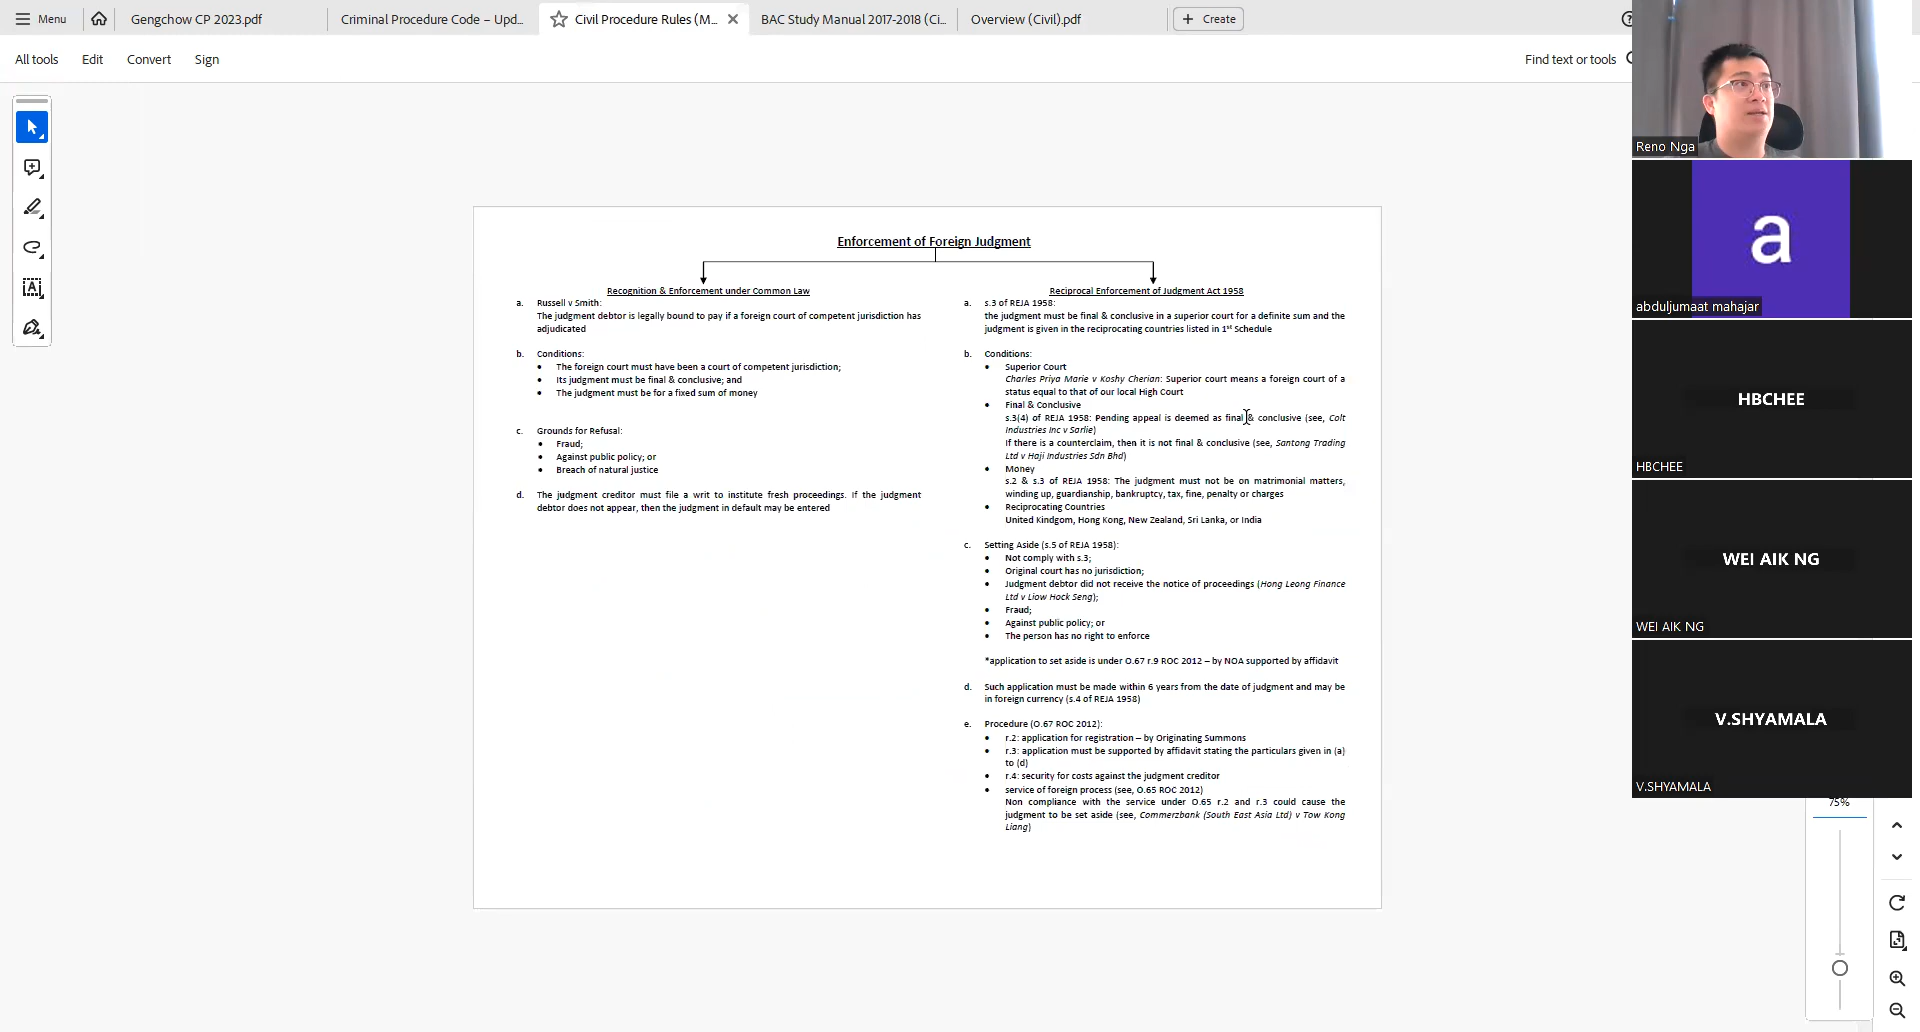 Menu
Gengchow CP 2023.pdf
Criminal Procedure Code – Upd...
Civil Procedure Rules (M...
BAC Study Manual 2017-2018 (Ci...
Overview (Civil).pdf
Create
All tools
Edit
Convert
Sign
Find text or tools
Enforcement of Foreign Judgment
Recognition & Enforcement under Common Law
a. Russell v Smith:
The judgment debtor is legally bound to pay if a foreign court of competent jurisdiction has
adjudicated
b. Conditions:
• The foreign court must have been a court of competent jurisdiction;
• Its judgment must be final & conclusive; and
• The judgment must be for a fixed sum of money
c. Grounds for Refusal:
• Fraud;
• Against public policy; or
• Breach of natural justice
d. The judgment creditor must file a writ to institute fresh proceedings. If the judgment
debtor does not appear, then the judgment in default may be entered
Reciprocal Enforcement of Judgment Act 1958
a. s.3 of REJA 1958:
the judgment must be final & conclusive in a superior court for a definite sum and the
judgment is given in the reciprocating countries listed in 1st Schedule
b. Conditions:
• Superior Court
Charles Priya Marie v Koshy Cherian: Superior court means a foreign court of a
status equal to that of our local High Court
• Final & Conclusive
s.3(4) of REJA 1958: Pending appeal is deemed as final & conclusive (see, Colt
Industries Inc v Sarlie)
If there is a counterclaim, then it is not final & conclusive (see, Santong Trading
Ltd v Haji Industries Sdn Bhd)
• Money
s.2 & s.3 of REJA 1958: The judgment must not be on matrimonial matters,
winding up, guardianship, bankruptcy, tax, fine, penalty or charges
• Reciprocating Countries
United Kindgom, Hong Kong, New Zealand, Sri Lanka, or India
c. Setting Aside (s.5 of REJA 1958):
• Not comply with s.3;
• Original court has no jurisdiction;
• Judgment debtor did not receive the notice of proceedings (Hong Leong Finance
Ltd v Liow Hock Seng);
• Fraud;
• Against public policy; or
• The person has no right to enforce
*application to set aside is under O.67 r.9 ROC 2012 – by NOA supported by affidavit
d. Such application must be made within 6 years from the date of judgment and may be
in foreign currency (s.4 of REJA 1958)
e. Procedure (O.67 ROC 2012):
• r.2: application for registration – by Originating Summons
• r.3: application must be supported by affidavit stating the particulars given in (a)
to (d)
• r.4: security for costs against the judgment creditor
• service of foreign process (see, O.65 ROC 2012)
Non compliance with the service under O.65 r.2 and r.3 could cause the
judgment to be set aside (see, Commerzbank (South East Asia Ltd) v Tow Kong
Liang)
Reno Nga
a
abduljumaat mahajar
HBCHEE
HBCHEE
WEI AIK NG
WEI AIK NG
V.SHYAMALA
V.SHYAMALA
75%